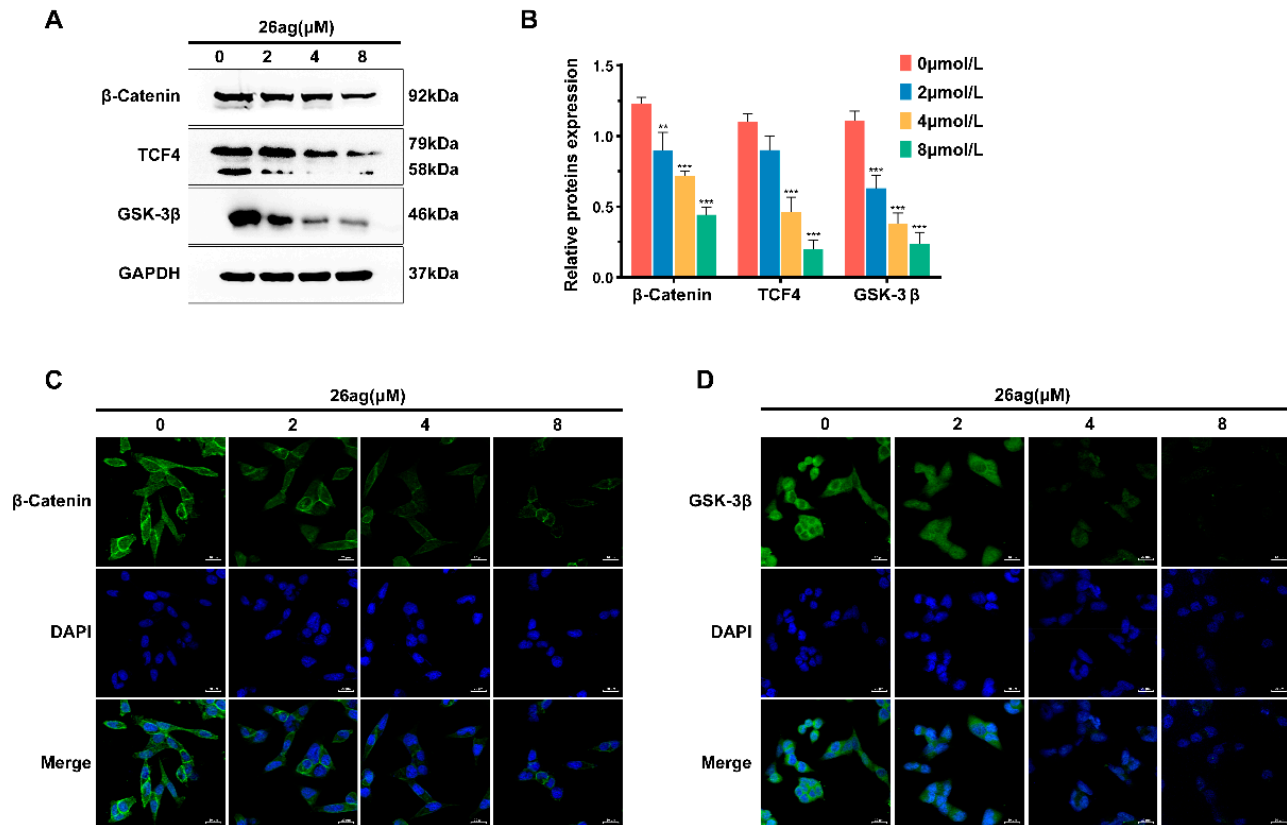 A
26ag(μM)
0 2 4 8
β-Catenin 92kDa
TCF4 79kDa
58kDa
GSK-3β 46kDa
GAPDH 37kDa
B
Relative proteins expression
1.5
1.0
0.5
0.0
** *** ***
*** ***
*** *** ***
β-Catenin TCF4 GSK-3 β
0μmol/L
2μmol/L
4μmol/L
8μmol/L
C
26ag(μM)
0 2 4 8
β-Catenin
DAPI
Merge
D
26ag(μM)
0 2 4 8
GSK-3β
DAPI
Merge